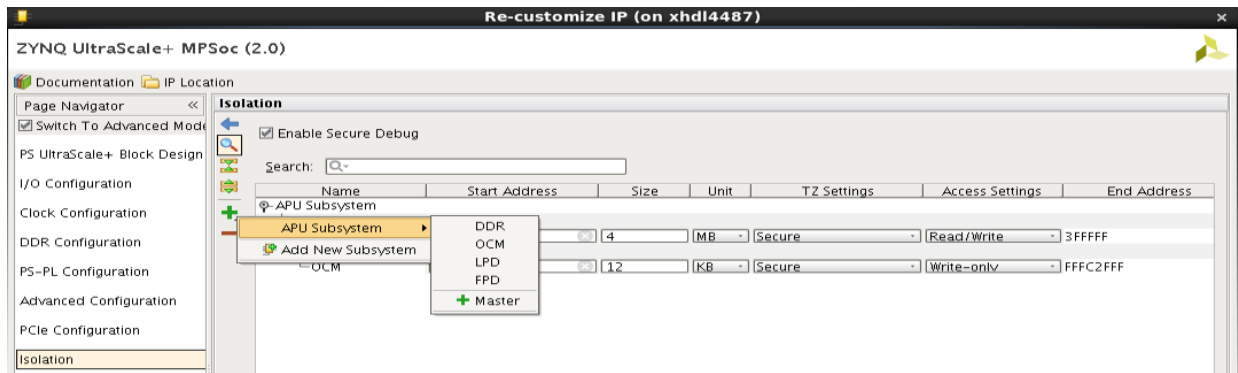 Re-customize IP (on xhdl4487)
ZYNQ UltraScale+ MPSoc (2.0)
Documentation IP Location
Page Navigator
Isolation
Switch To Advanced Mode
Enable Secure Debug
PS UltraScale+ Block Design
Search:
I/O Configuration
Name Start Address Size Unit TZ Settings Access Settings End Address
APU Subsystem
Clock Configuration
APU Subsystem DDR
4 MB Secure Read/Write 3FFFFF
DDR Configuration
Add New Subsystem OCM
LPD
OCM 12 KB Secure Write-only FFFC2FFF
PS-PL Configuration
FPD
Master
Advanced Configuration
PCIe Configuration
Isolation